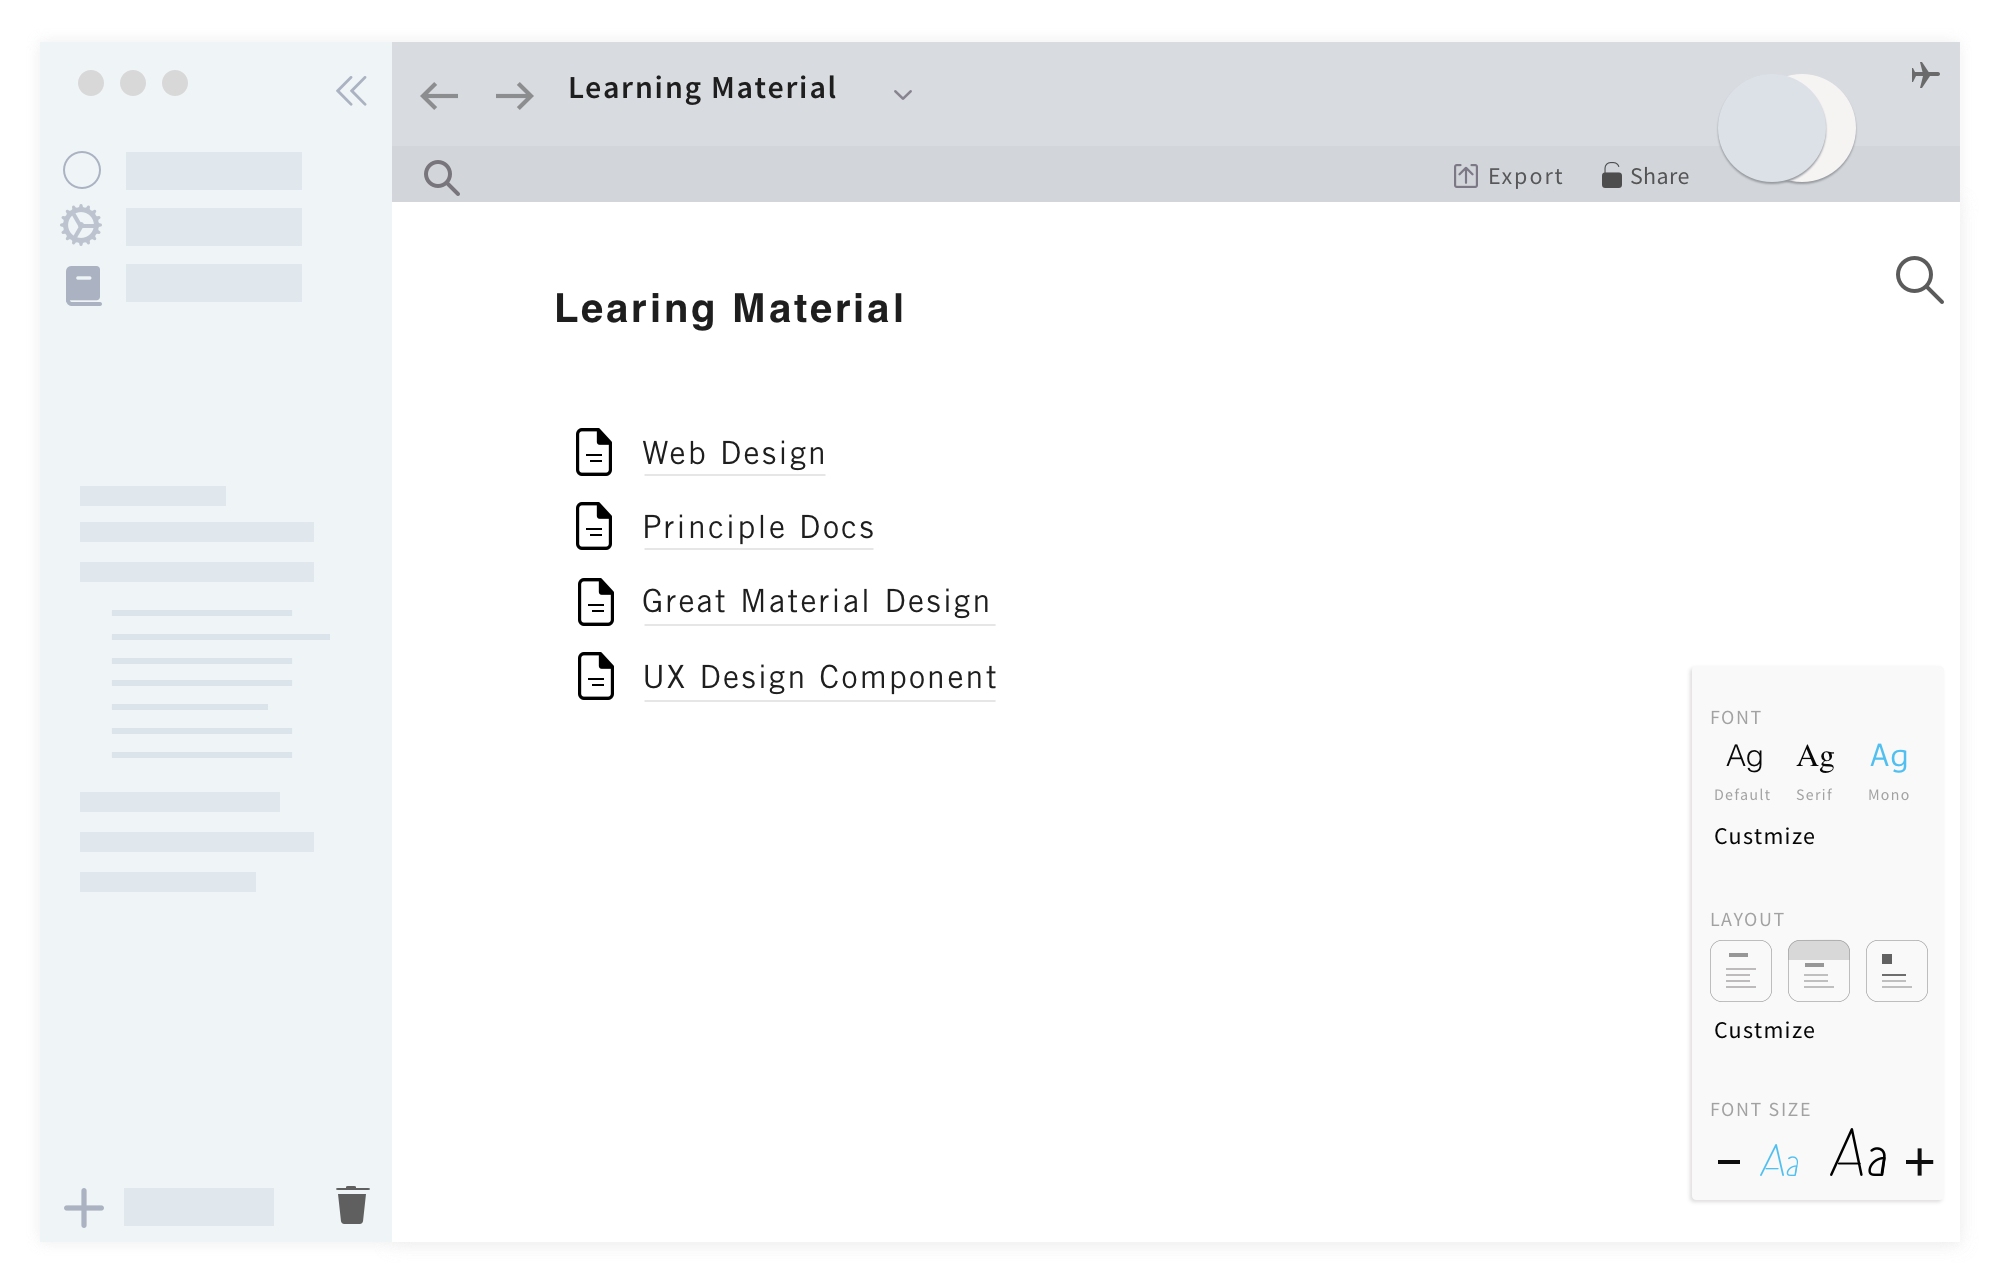 Learning Material
Export Share
Learing Material
Web Design
Principle Docs
Great Material Design
UX Design Component
FONT
Ag Ag Ag
Default Serif Mono
Custmize
LAYOUT
Custmize
FONT SIZE
Aa Aa